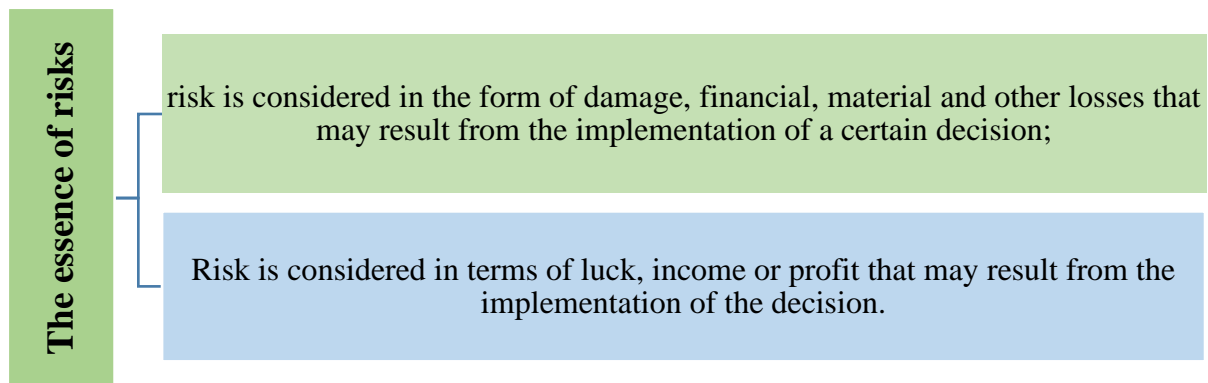 The essence of risks
risk is considered in the form of damage, financial, material and other losses that
may result from the implementation of a certain decision;
Risk is considered in terms of luck, income or profit that may result from the
implementation of the decision.